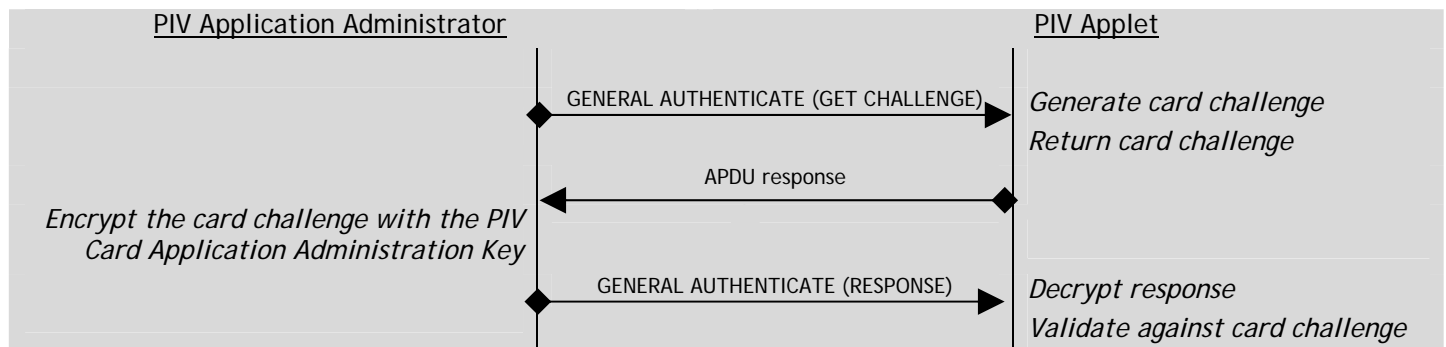 PIV Application Administrator
PIV Applet
GENERAL AUTHENTICATE (GET CHALLENGE)
Generate card challenge
Return card challenge
APDU response
Encrypt the card challenge with the PIV
Card Application Administration Key
GENERAL AUTHENTICATE (RESPONSE)
Decrypt response
Validate against card challenge